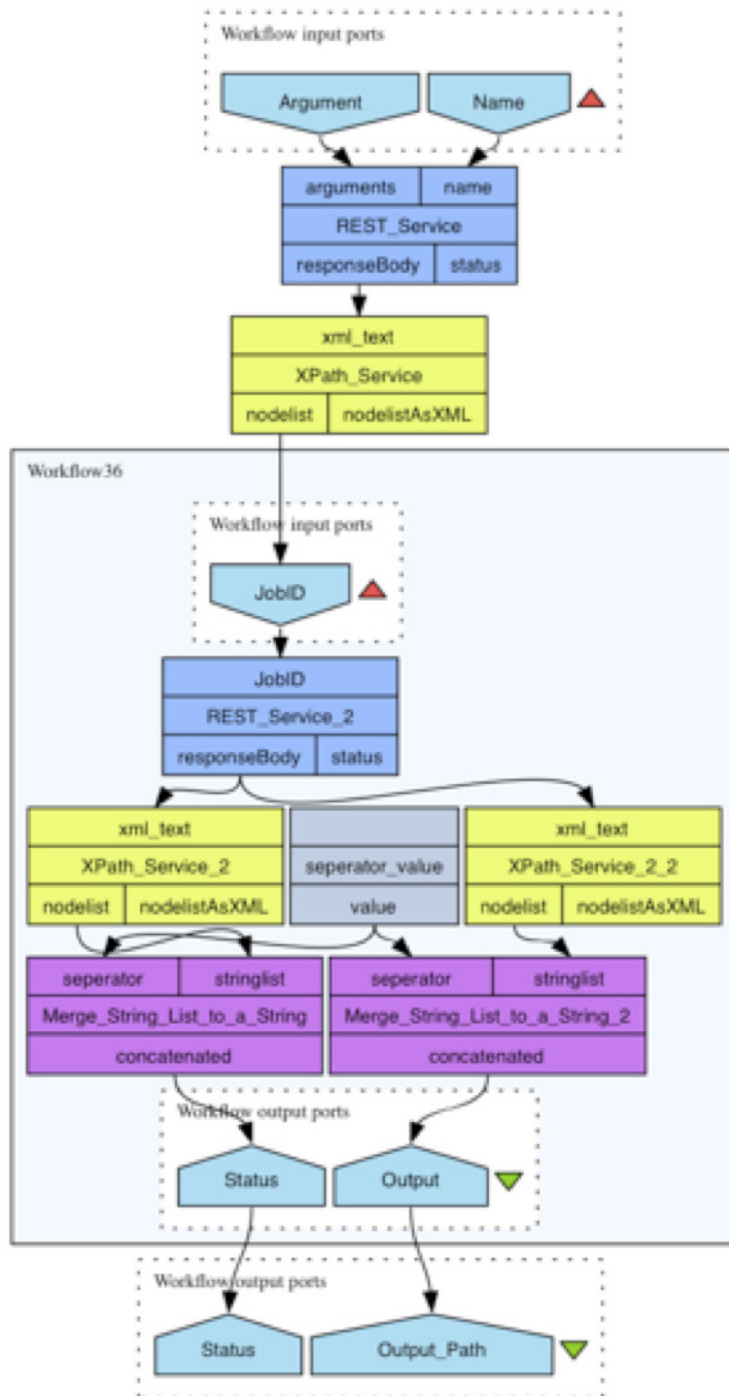 Workflow input ports
Argument Name
arguments name
REST_Service
responseBody status
xml_text
XPath_Service
nodelist nodelistAsXML
Workflow36
Workflow input ports
JobID
JobID
REST_Service_2
responseBody status
xml_text xml_text
XPath_Service_2 seperator_value XPath_Service_2_2
nodelist nodelistAsXML value nodelist nodelistAsXML
seperator stringlist seperator stringlist
Merge_String_List_to_a_String Merge_String_List_to_a_String_2
concatenated concatenated
Workflow output ports
Status Output
Workflow output ports
Status Output_Path